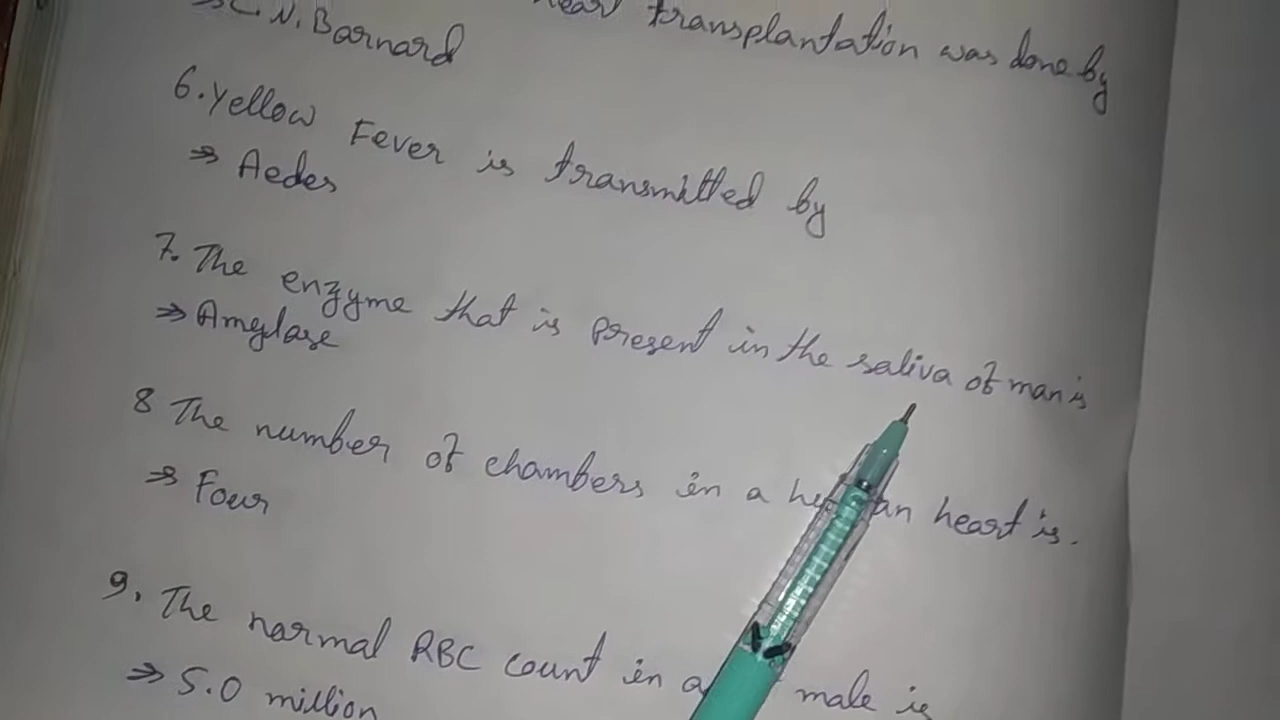 heart transplantation was done by
⇒ C. N. Barnard
6. Yellow Fever is transmitted by
⇒ Aedes
7. The enzyme that is present in the saliva of man is
⇒ Amylase
8 The number of chambers in a human heart is.
⇒ Four
9. The normal RBC count in a male is
⇒ 5.0 million